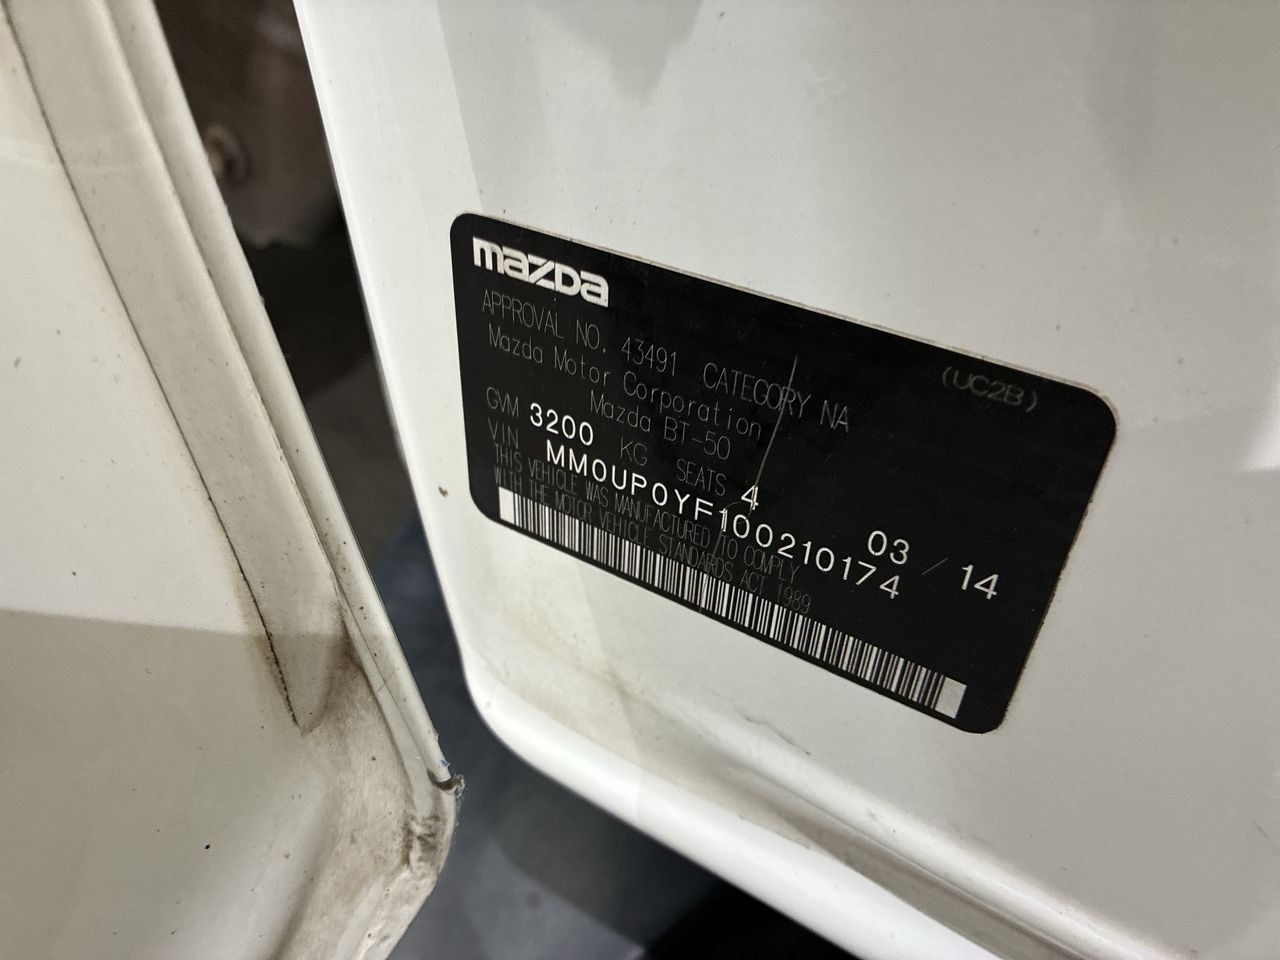 mazda
APPROVAL NO. 43491 CATEGORY NA
(UC2B)
Mazda Motor Corporation
Mazda BT-50
GVM 3200 KG SEATS 4
03 / 14
VIN MM0UP0YF100210174
THIS VEHICLE WAS MANUFACTURED TO COMPLY
WITH THE MOTOR VEHICLE STANDARDS ACT 1989